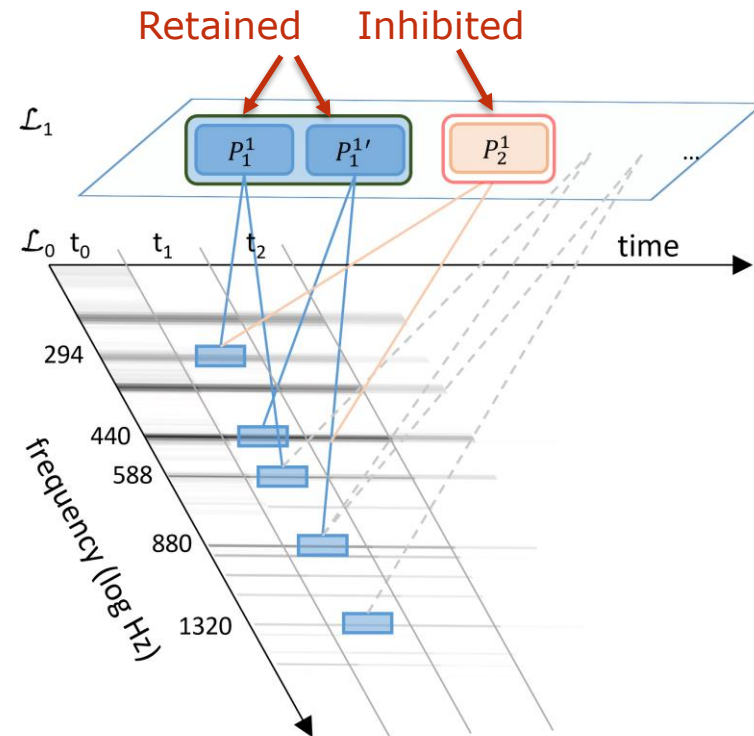 Retained Inhibited
ℒ₁
P₁¹ P₁¹′ P₂¹ ...
ℒ₀ t₀ t₁ t₂ time
294
440
588
880
1320
frequency (log Hz)